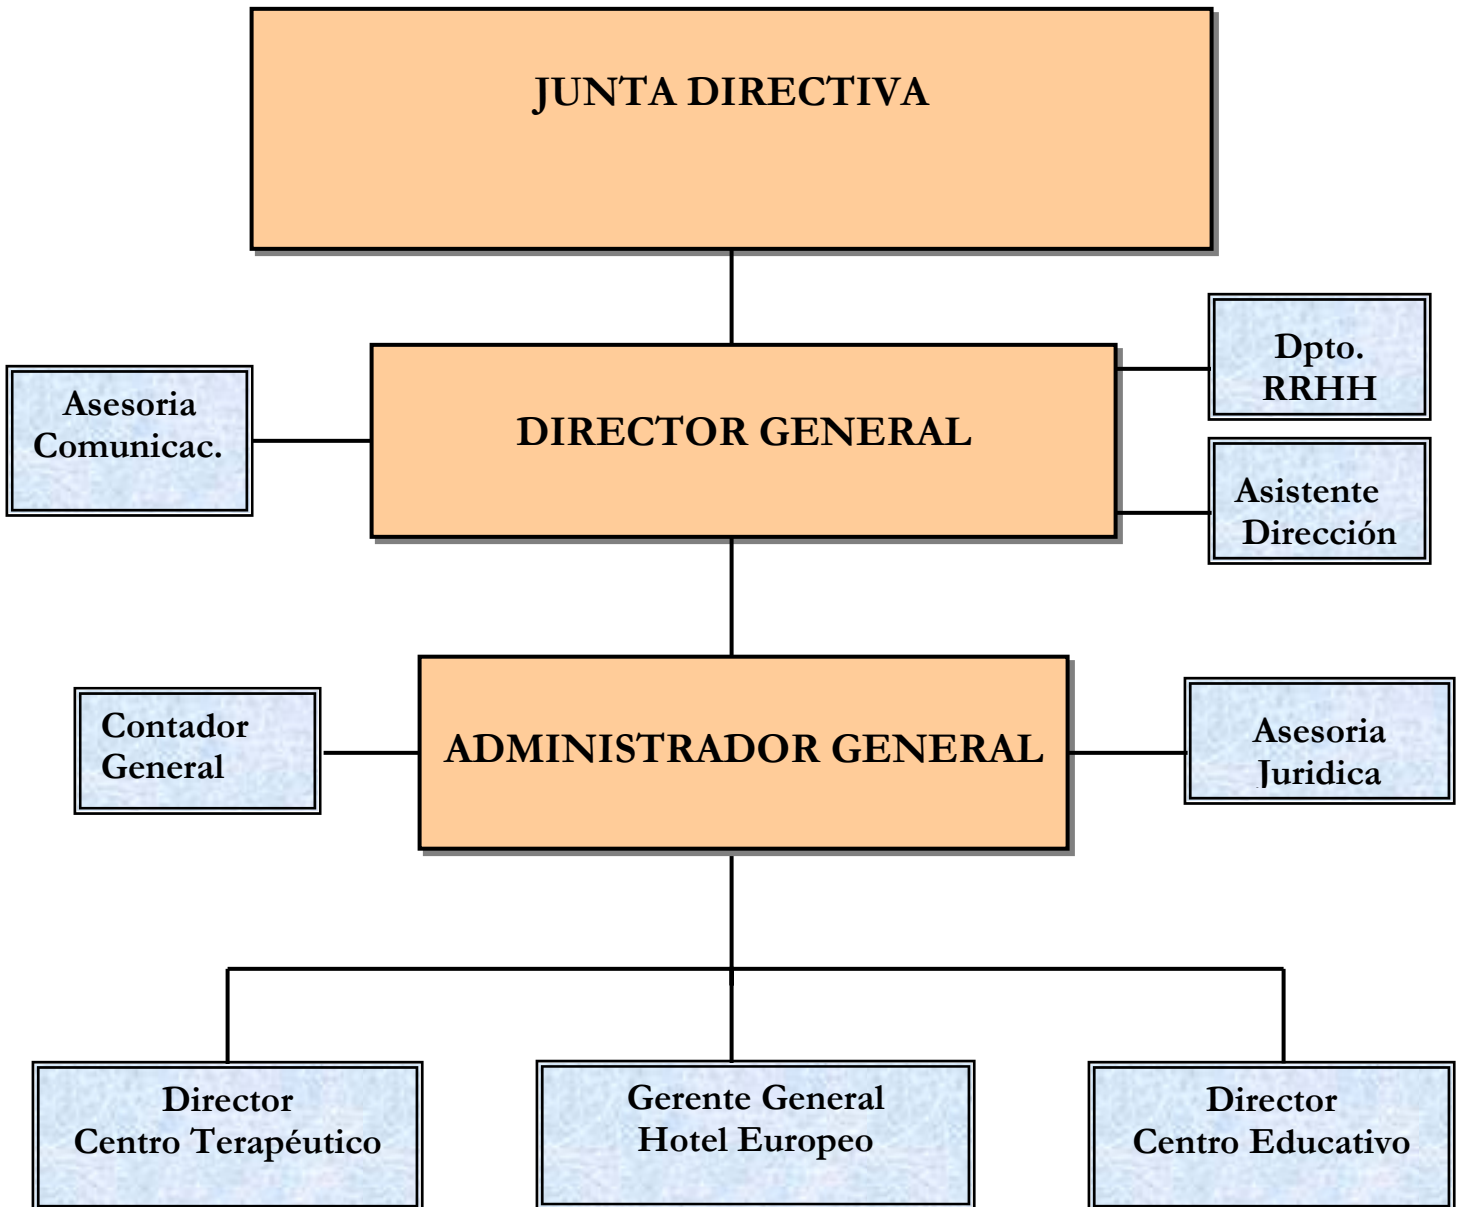 JUNTA DIRECTIVA
Dpto.
RRHH
Asesoria
Comunicac.
DIRECTOR GENERAL
Asistente
Dirección
Contador
General
ADMINISTRADOR GENERAL
Asesoria
Juridica
Director
Centro Terapéutico
Gerente General
Hotel Europeo
Director
Centro Educativo